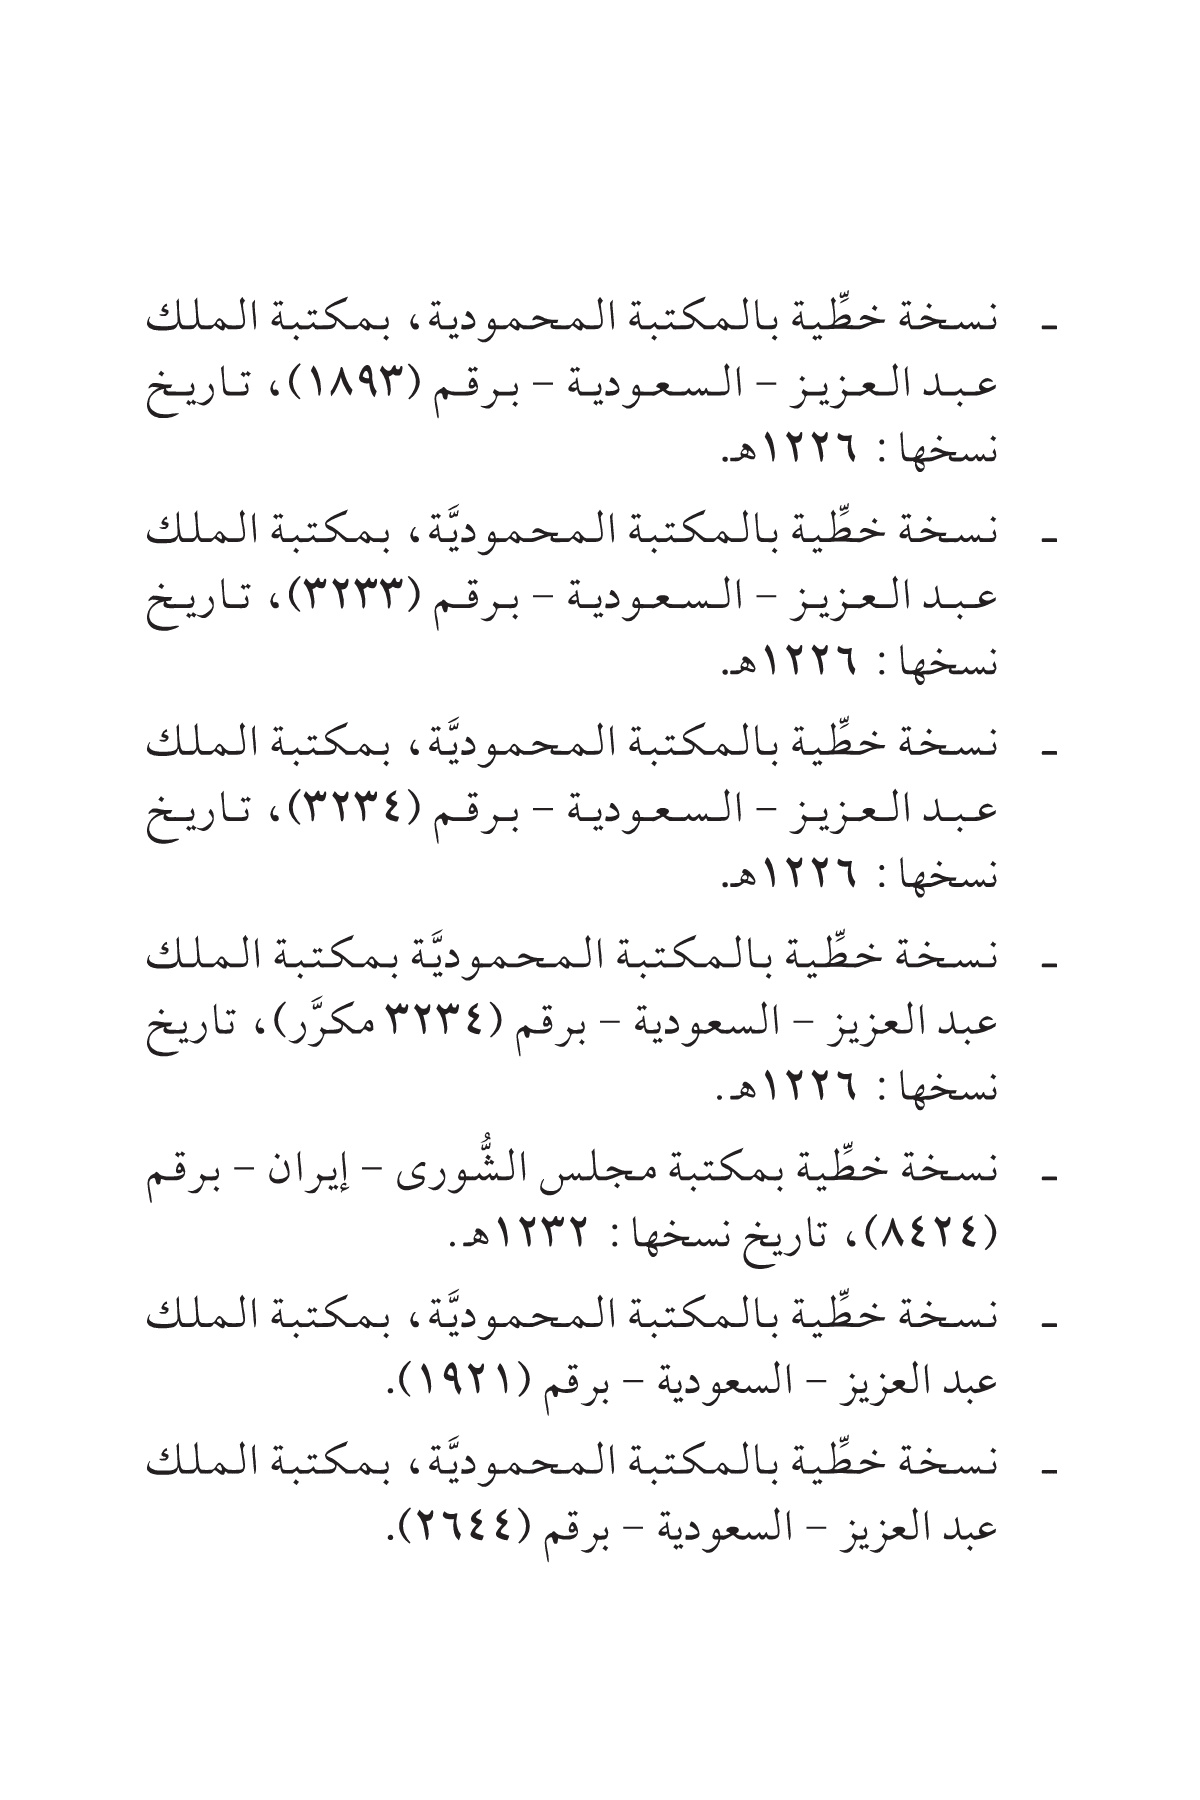 ـ نسخة خطِّية بالمكتبة المحمودية، بمكتبة الملك
عبد العزيز – السعودية – برقم (١٨٩٣)، تاريخ
نسخها: ١٢٢٦هـ.
ـ نسخة خطِّية بالمكتبة المحموديَّة، بمكتبة الملك
عبد العزيز – السعودية – برقم (٣٢٣٣)، تاريخ
نسخها: ١٢٢٦هـ.
ـ نسخة خطِّية بالمكتبة المحموديَّة، بمكتبة الملك
عبد العزيز – السعودية – برقم (٣٢٣٤)، تاريخ
نسخها: ١٢٢٦هـ.
ـ نسخة خطِّية بالمكتبة المحموديَّة بمكتبة الملك
عبد العزيز – السعودية – برقم (٣٢٣٤ مكرَّر)، تاريخ
نسخها: ١٢٢٦هـ.
ـ نسخة خطِّية بمكتبة مجلس الشُّورى – إيران – برقم
(٨٤٢٤)، تاريخ نسخها: ١٢٣٢هـ.
ـ نسخة خطِّية بالمكتبة المحموديَّة، بمكتبة الملك
عبد العزيز – السعودية – برقم (١٩٢١).
ـ نسخة خطِّية بالمكتبة المحموديَّة، بمكتبة الملك
عبد العزيز – السعودية – برقم (٢٦٤٤).